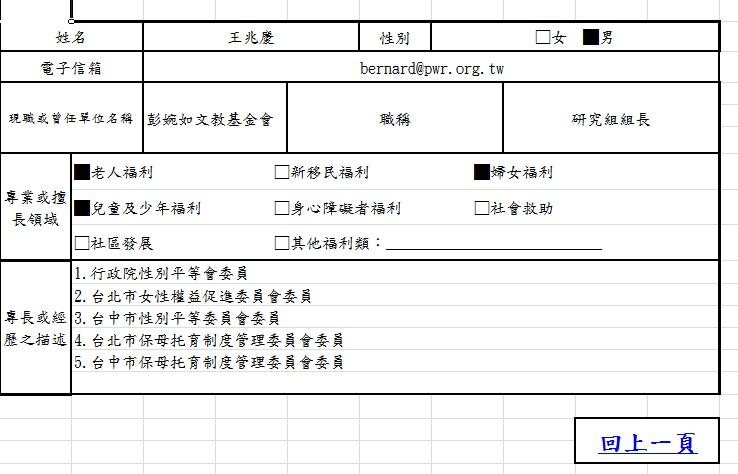 姓名 王兆慶 性別 □女 ■男
電子信箱 bernard@pwr.org.tw
現職或曾任單位名稱 彭婉如文教基金會 職稱 研究組組長
專業或擅長領域
■老人福利 □新移民福利 ■婦女福利
■兒童及少年福利 □身心障礙者福利 □社會救助
□社區發展 □其他福利類：____________________
專長或經歷之描述
1.行政院性別平等會委員
2.台北市女性權益促進委員會委員
3.台中市性別平等委員會委員
4.台北市保母托育制度管理委員會委員
5.台中市保母托育制度管理委員會委員
回上一頁